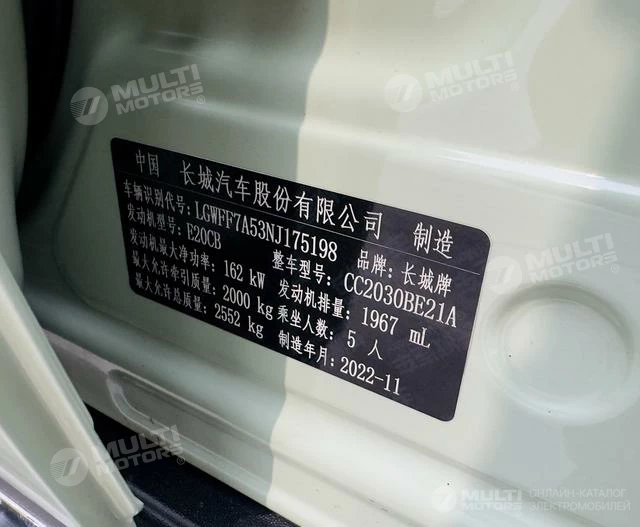 MULTI
MOTORS®
MULTI
MOTORS®
中国 长城汽车股份有限公司 制造
车辆识别代号: LGWFF7A53NJ175198 品牌: 长城牌
发动机型号: E20CB 整车型号: CC2030BE21A
发动机最大净功率: 162 kW 发动机排量: 1967 mL
最大允许牵引质量: 2000 kg 乘坐人数: 5 人
最大允许总质量: 2552 kg 制造年月: 2022-11
MULTI
MOTORS®
MULTI
MOTORS
ОНЛАЙН-КАТАЛОГ
ЭЛЕКТРОМОБИЛЕЙ